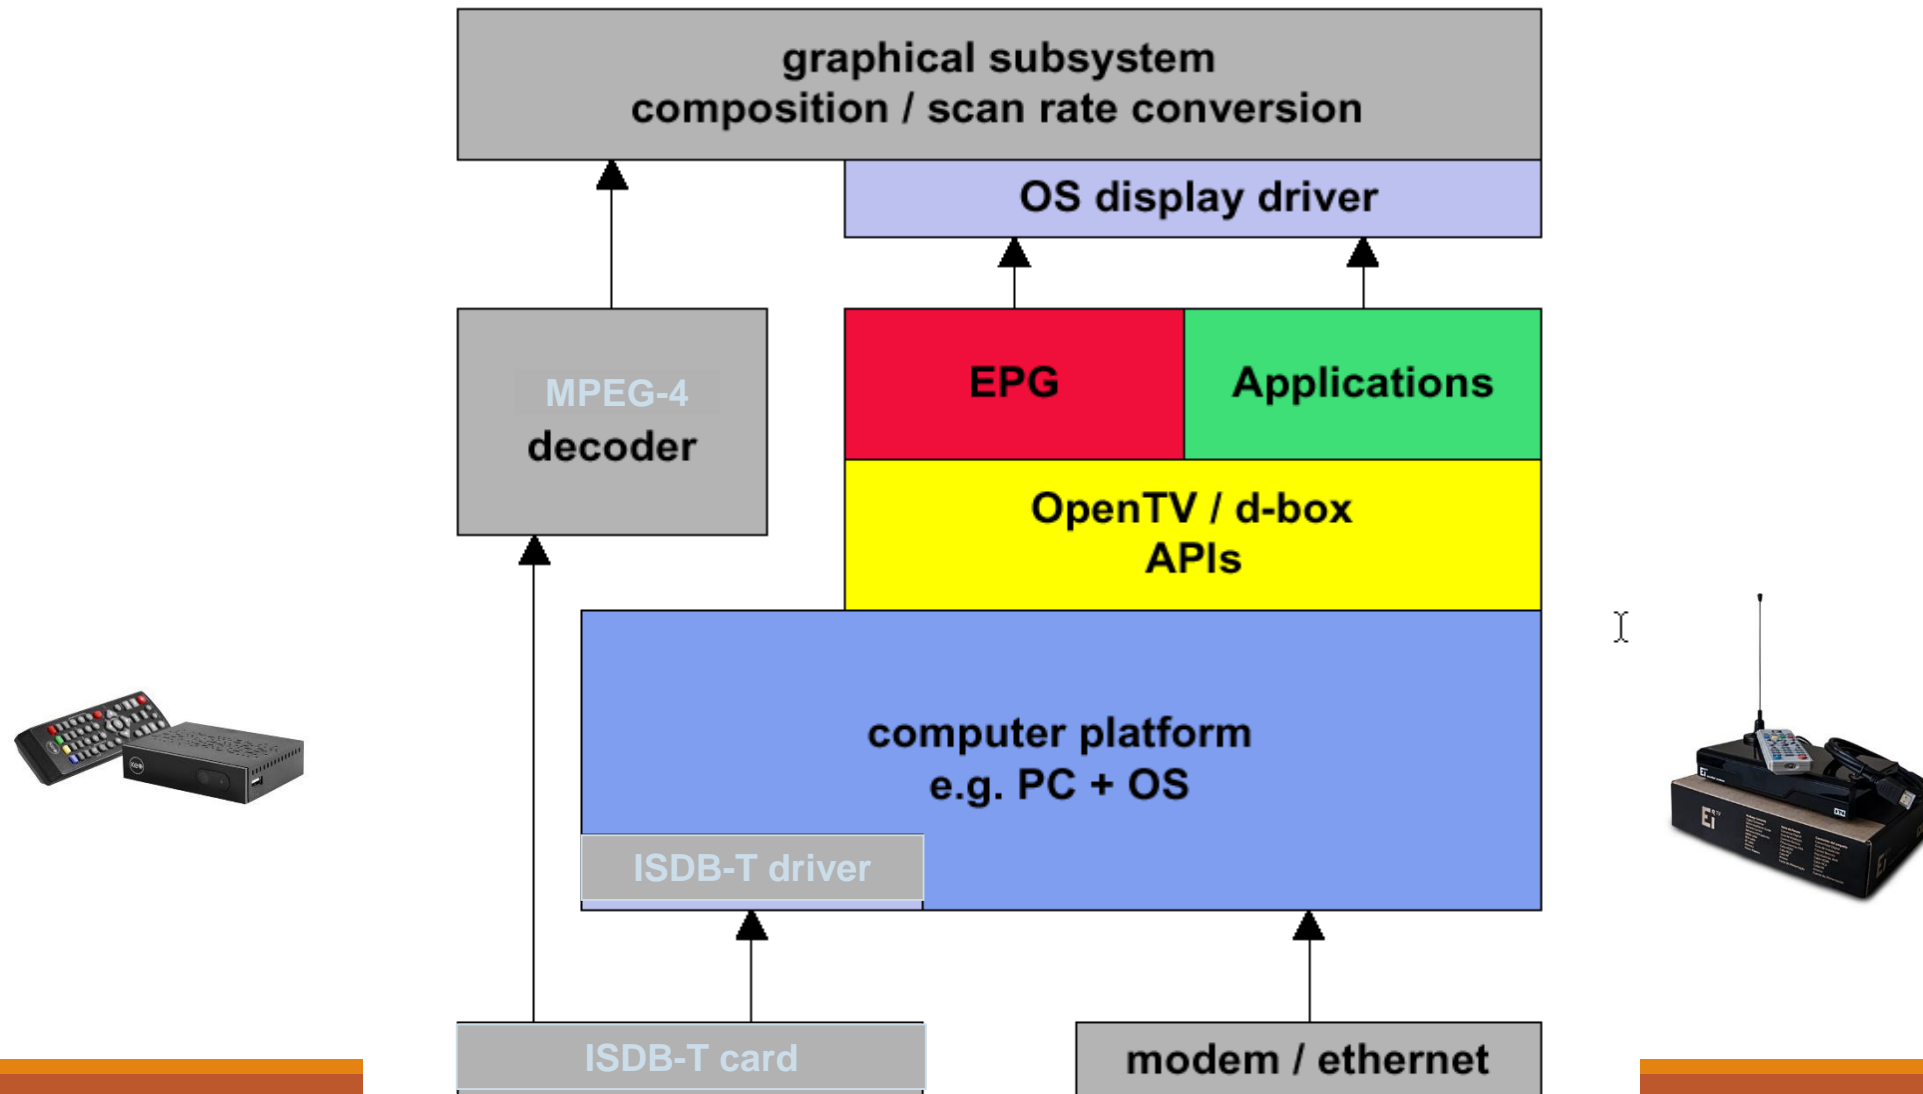 graphical subsystem
composition / scan rate conversion
OS display driver
MPEG-4
decoder
EPG
Applications
OpenTV / d-box
APIs
computer platform
e.g. PC + OS
ISDB-T driver
ISDB-T card
modem / ethernet
Ei